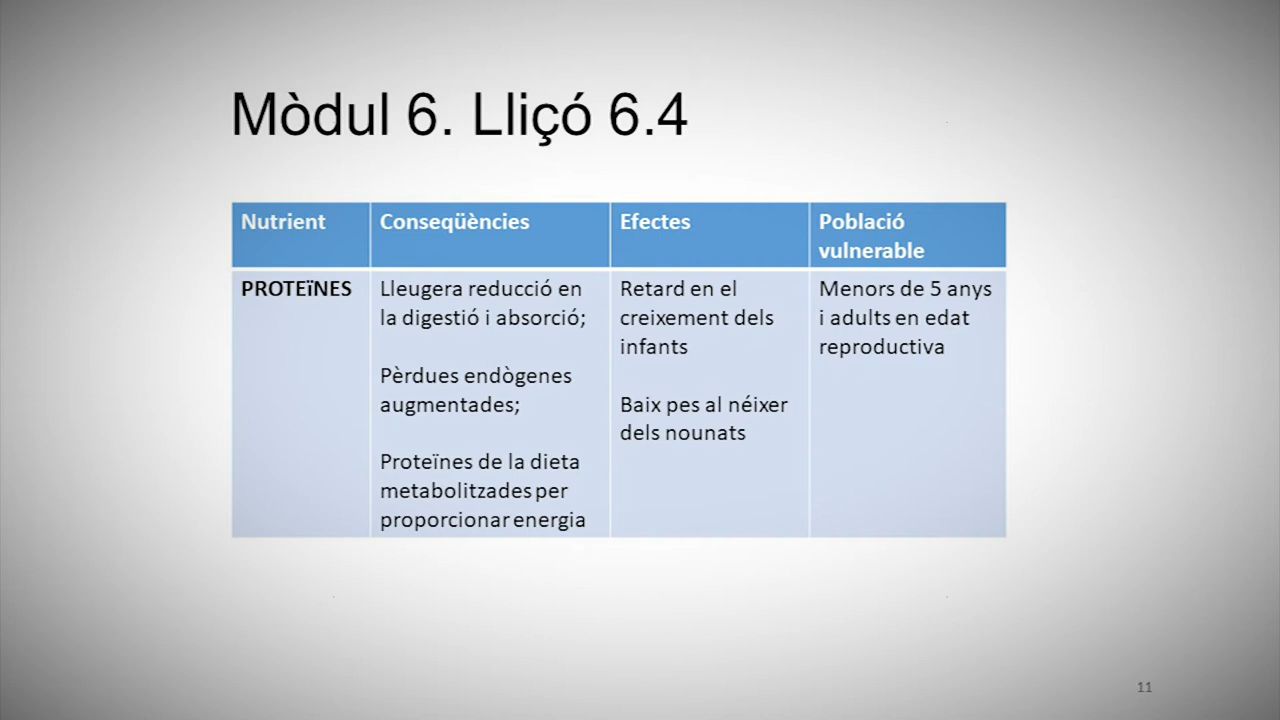 Mòdul 6. Lliçó 6.4
Nutrient
Conseqüències
Efectes
Població
vulnerable
PROTEïNES
Lleugera reducció en
la digestió i absorció;
Pèrdues endògenes
augmentades;
Proteïnes de la dieta
metabolitzades per
proporcionar energia
Retard en el
creixement dels
infants
Baix pes al néixer
dels nounats
Menors de 5 anys
i adults en edat
reproductiva
11